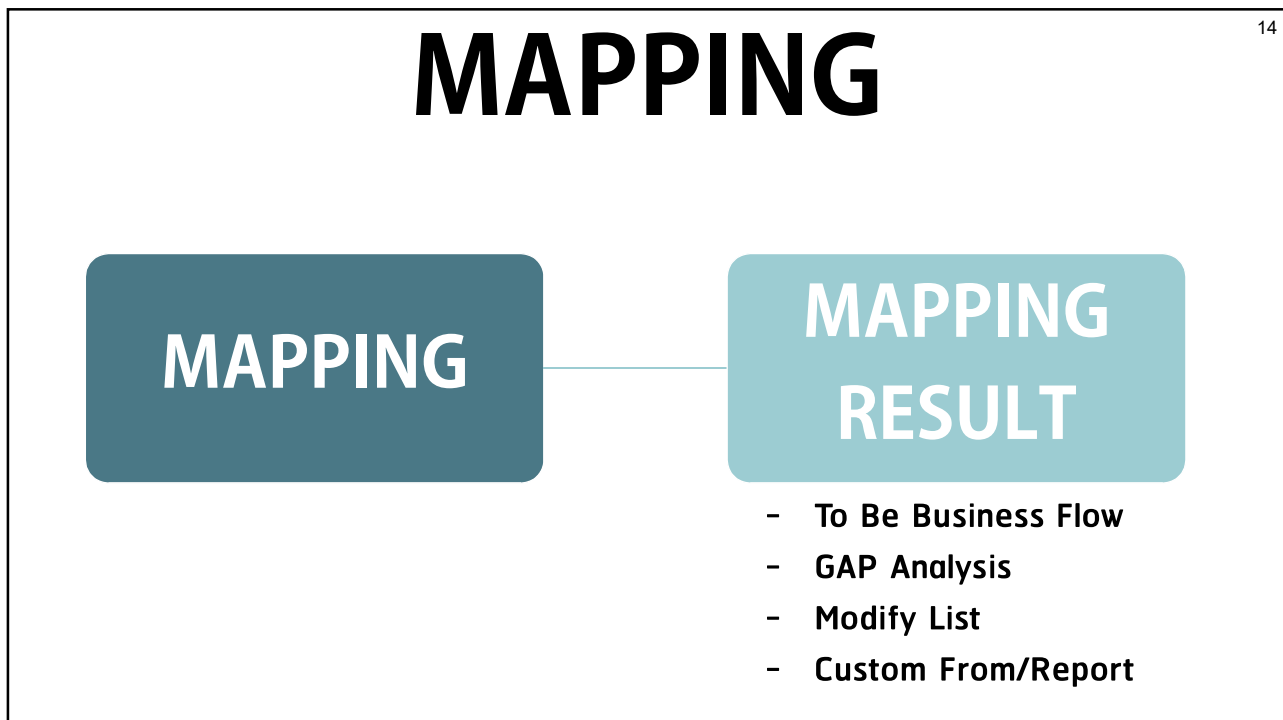 14
MAPPING
MAPPING
MAPPING
RESULT
- To Be Business Flow
- GAP Analysis
- Modify List
- Custom From/Report